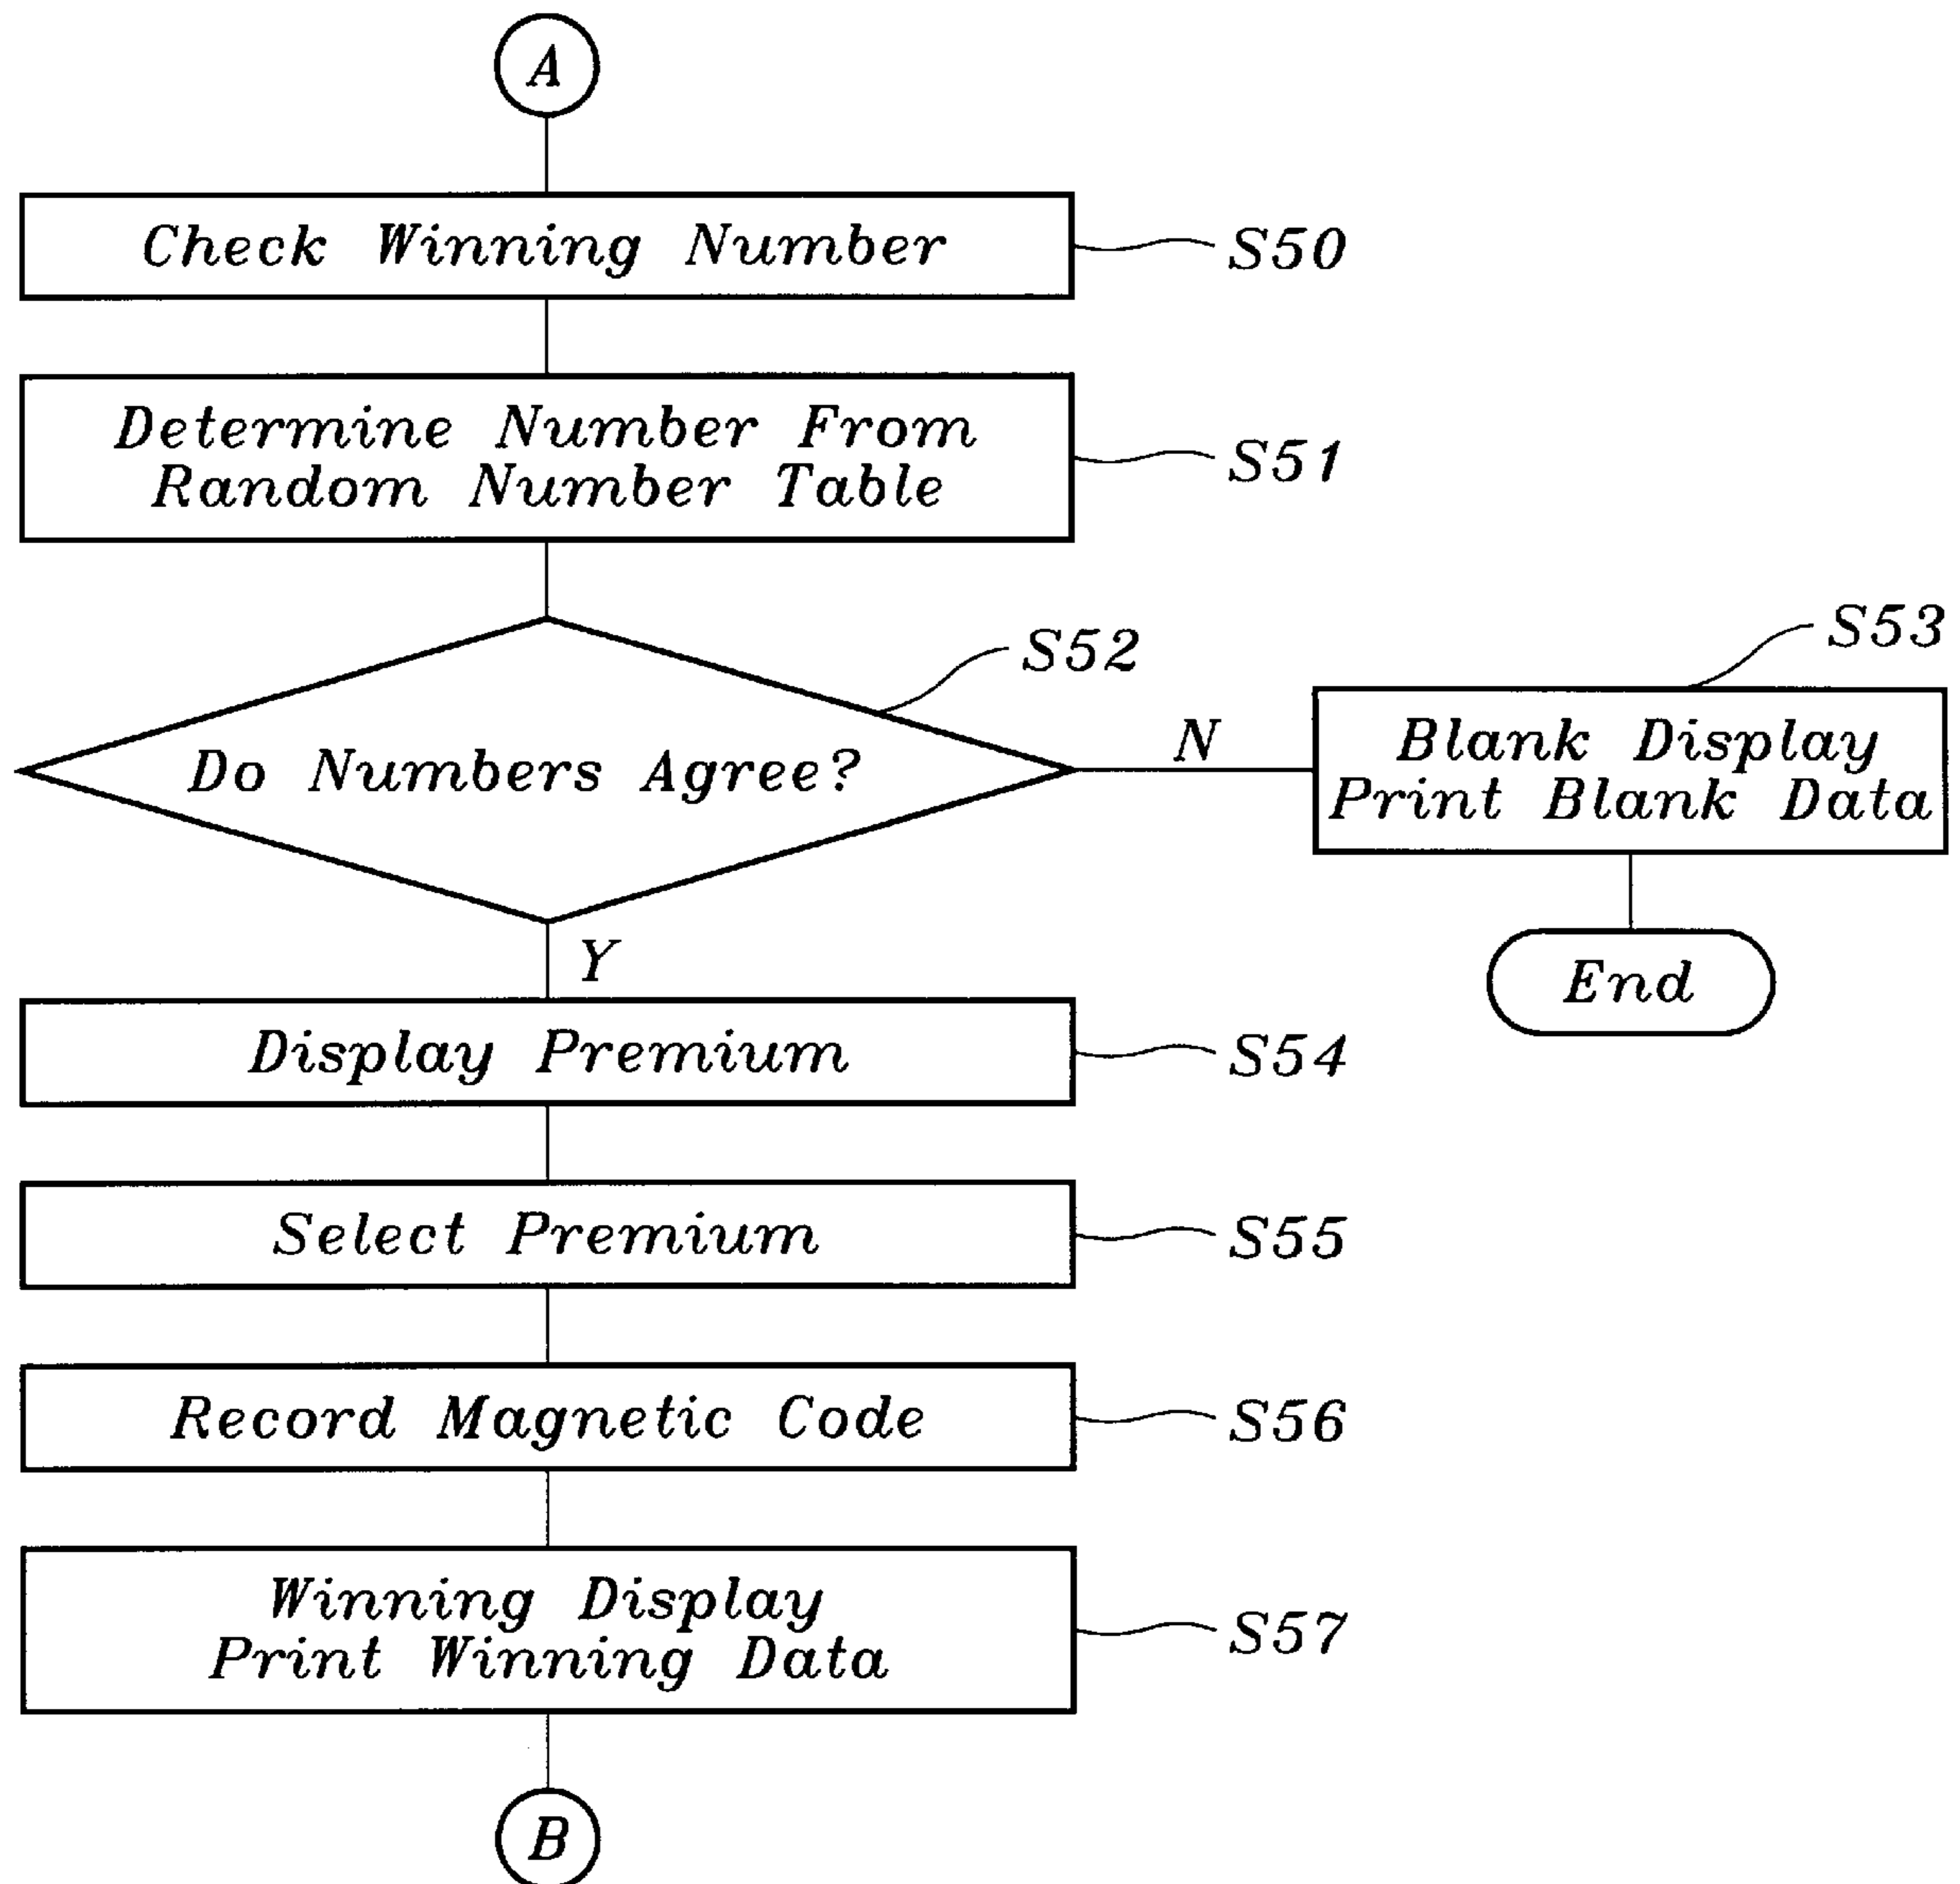 A
Check Winning Number
S50
Determine Number From
Random Number Table
S51
S52
Do Numbers Agree?
N
S53
Blank Display
Print Blank Data
End
Y
Display Premium
S54
Select Premium
S55
Record Magnetic Code
S56
Winning Display
Print Winning Data
S57
B